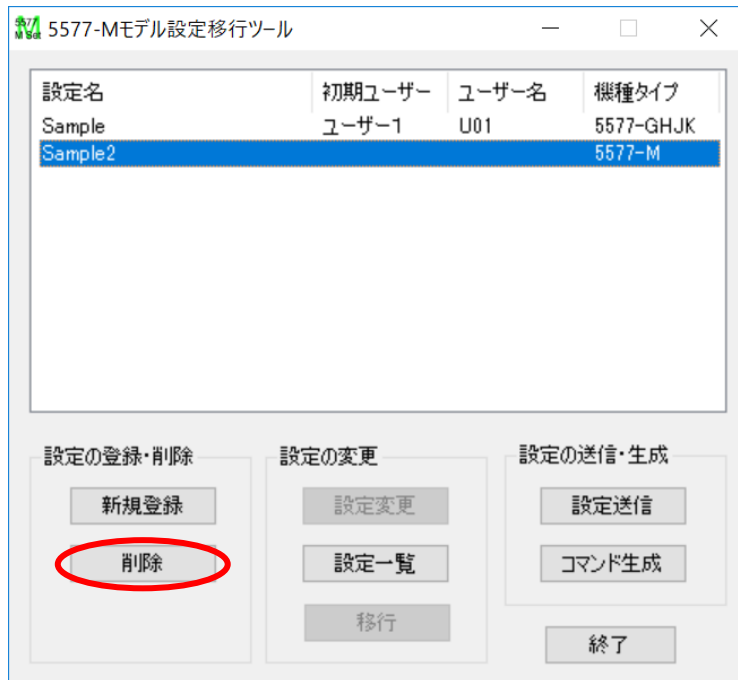 5577 M Set 5577-Mモデル設定移行ツール
設定名 初期ユーザー ユーザー名 機種タイプ
Sample ユーザー1 U01 5577-GHJK
Sample2 5577-M
設定の登録・削除 設定の変更 設定の送信・生成
新規登録 設定変更 設定送信
削除 設定一覧 コマンド生成
移行
終了